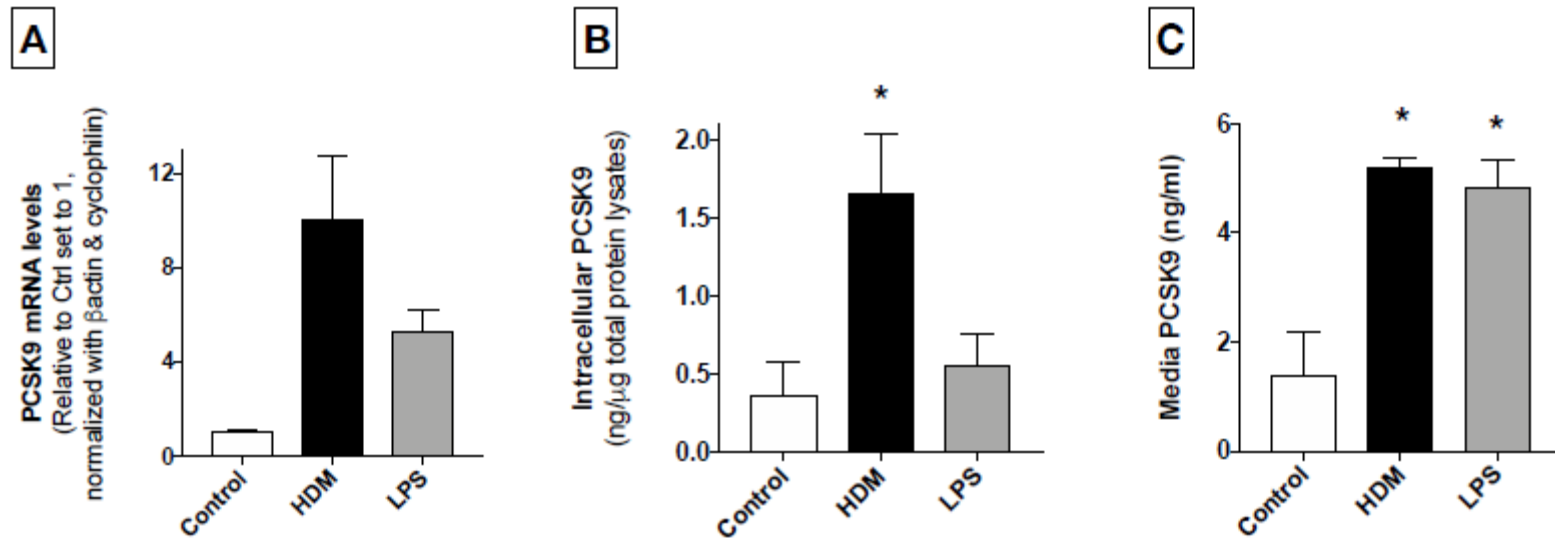 A
PCSK9 mRNA levels
(Relative to Ctrl set to 1,
normalized with βactin & cyclophilin)
12
8
4
0
Control
HDM
LPS
B
Intracellular PCSK9
(ng/μg total protein lysates)
*
2.0
1.5
1.0
0.5
0.0
Control
HDM
LPS
C
Media PCSK9 (ng/ml)
* *
6
4
2
0
Control
HDM
LPS